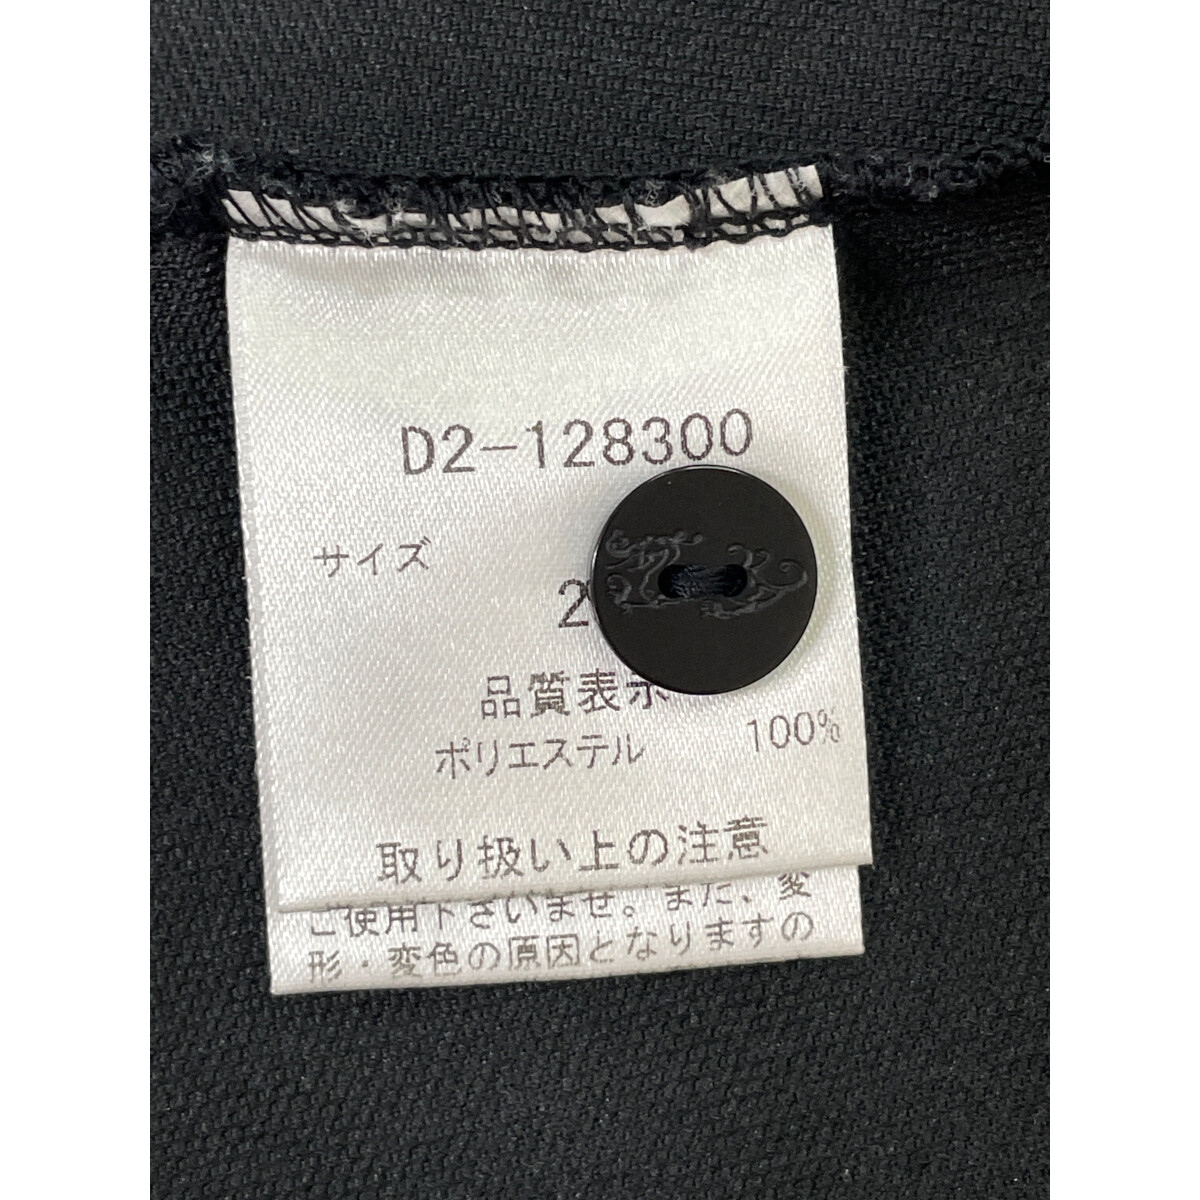 D2-128300
サイズ
2
品質表示
ポリエステル 100%
取り扱い上の注意
ご使用下さいませ。また、変
形・変色の原因となりますの